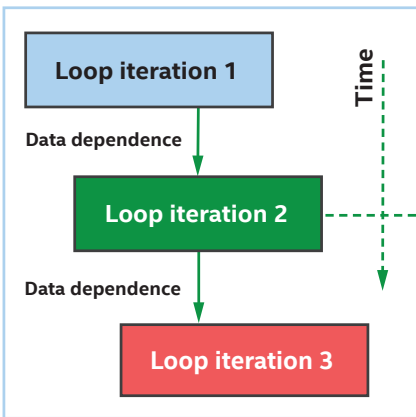 Loop iteration 1
Time
Data dependence
Loop iteration 2
Data dependence
Loop iteration 3